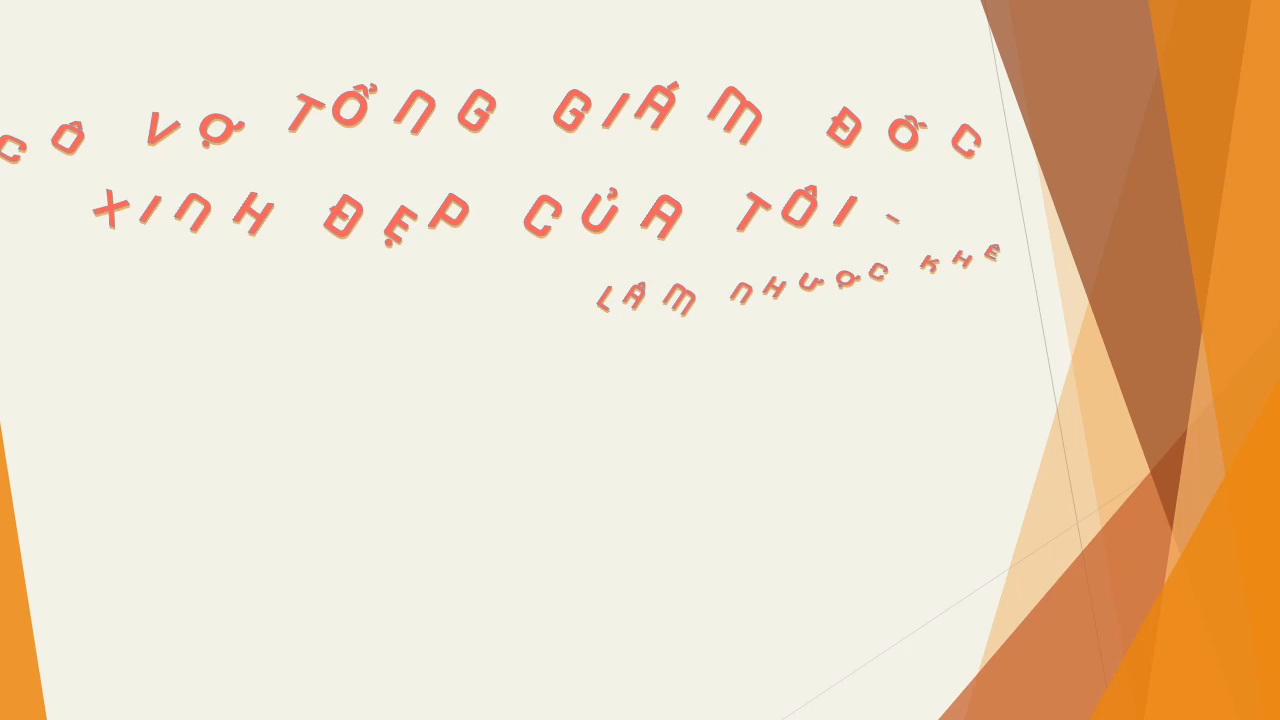 CÔ VỢ TỔNG GIÁM ĐỐC
XINH ĐẸP CỦA TÔI -
LÂM NHƯỢC KHÊ